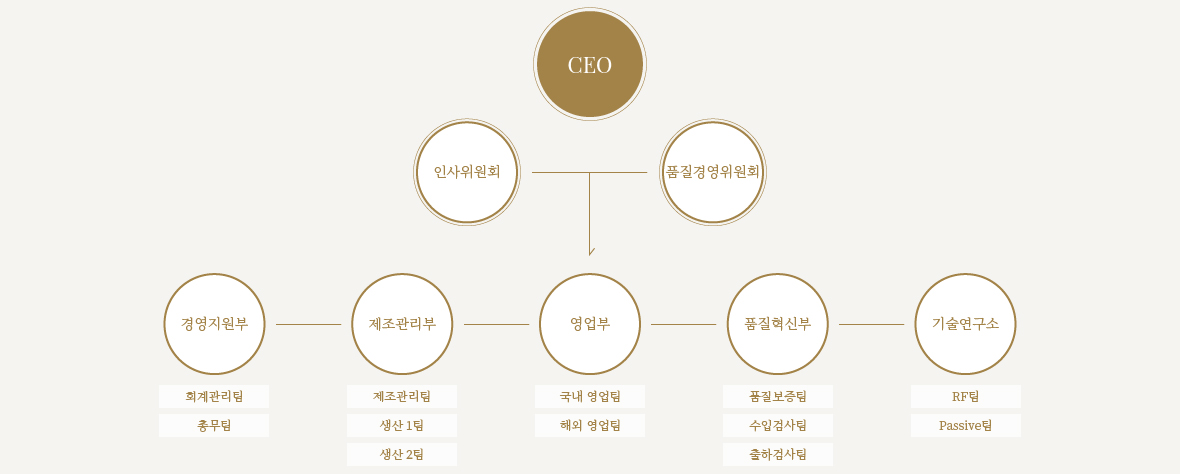 CEO
인사위원회
품질경영위원회
경영지원부
제조관리부
영업부
품질혁신부
기술연구소
회계관리팀
제조관리팀
국내 영업팀
품질보증팀
RF팀
총무팀
생산 1팀
해외 영업팀
수입검사팀
Passive팀
생산 2팀
출하검사팀